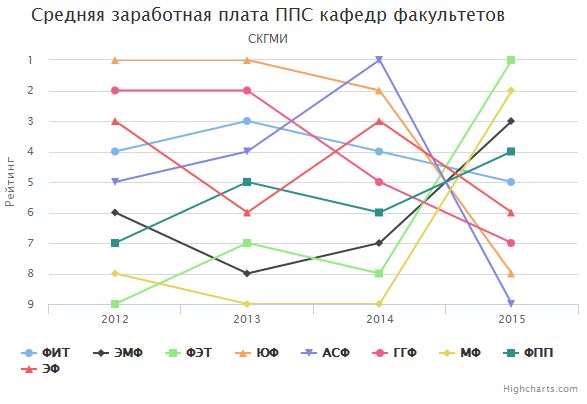 Средняя заработная плата ППС кафедр факультетов
СКГМИ
Рейтинг
1
2
3
4
5
6
7
8
9
2012 2013 2014 2015
ФИТ ЭМФ ФЭТ ЮФ АСФ ГГФ МФ ФПП
ЭФ
Highcharts.com